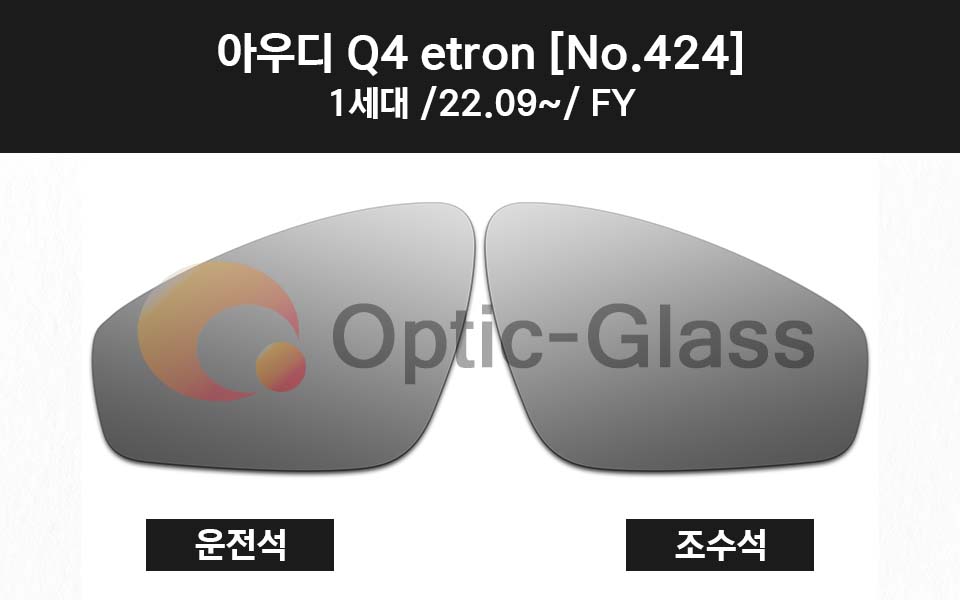 아우디 Q4 etron [No.424]
1세대 /22.09~/ FY
Optic-Glass
운전석
조수석